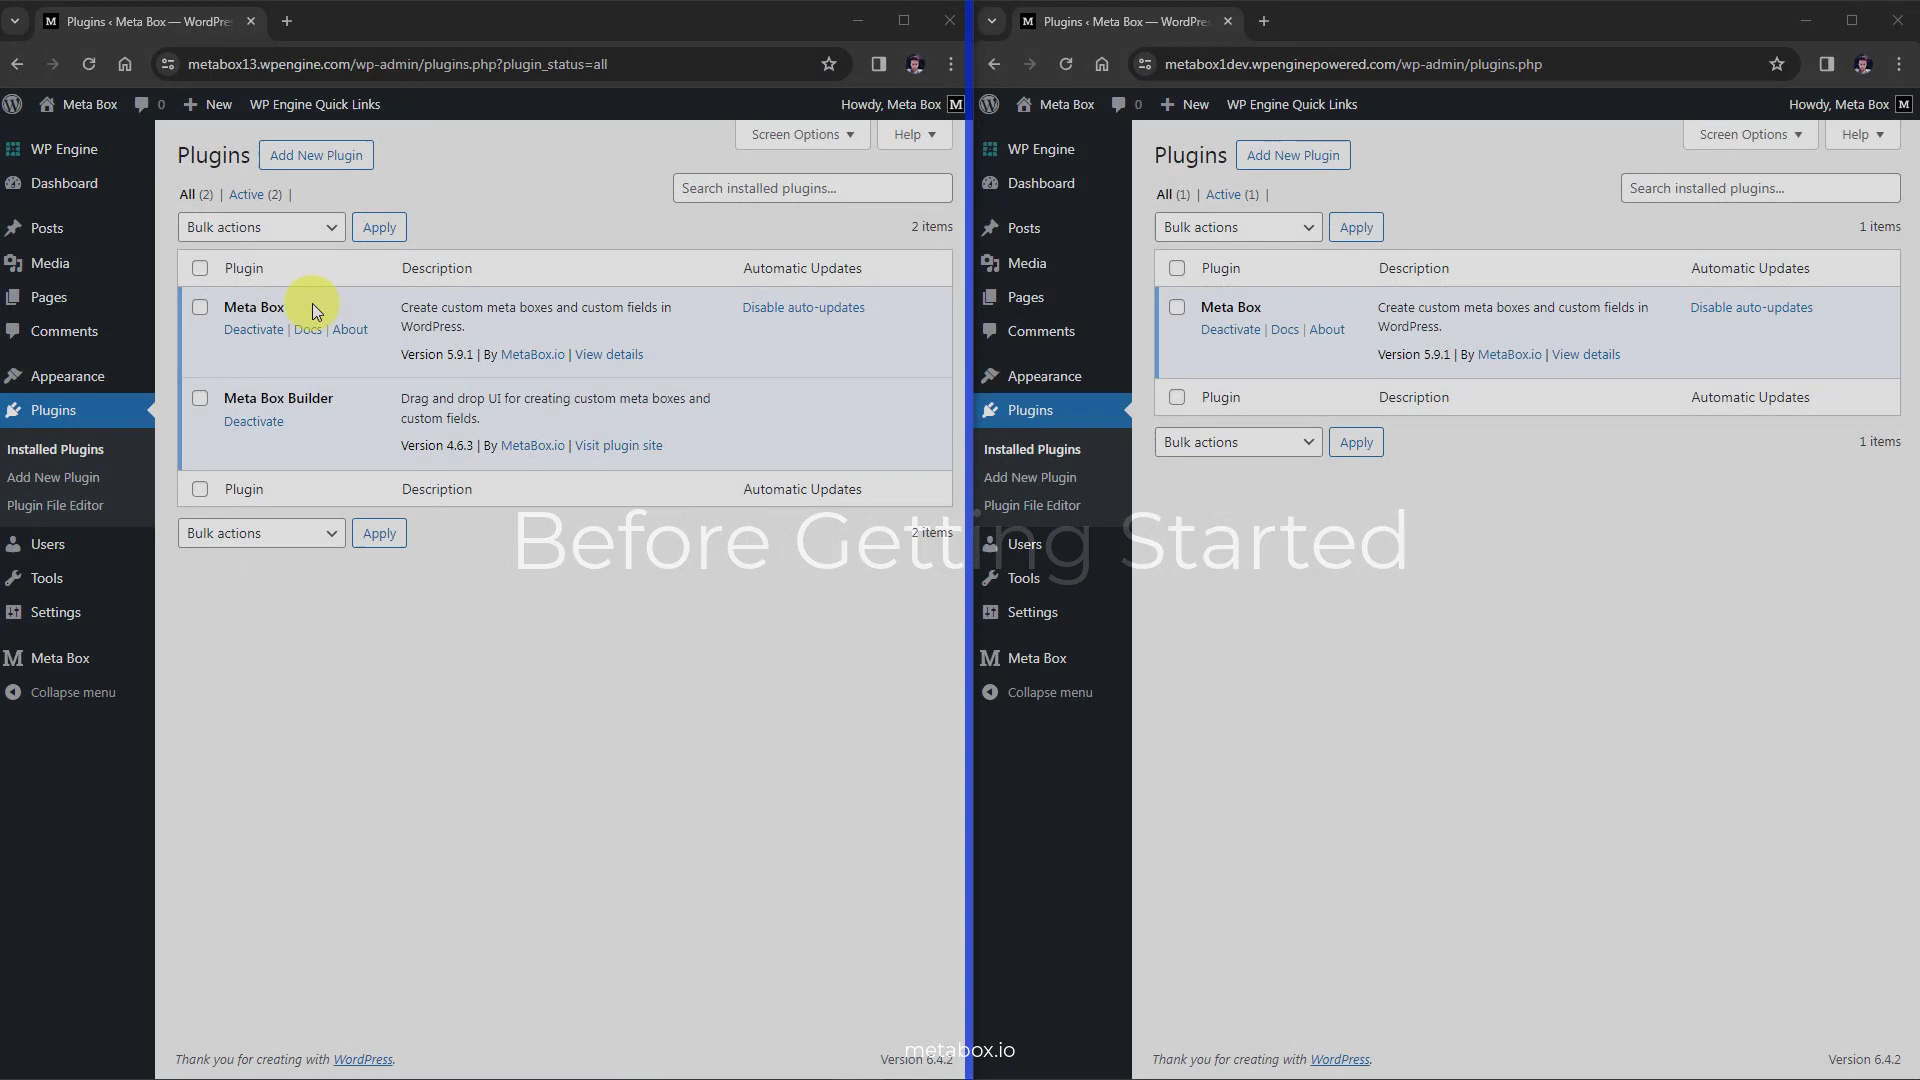 Plugins ‹ Meta Box — WordPres
metabox13.wpengine.com/wp-admin/plugins.php?plugin_status=all
Meta Box 0 New WP Engine Quick Links Howdy, Meta Box
WP Engine
Dashboard
Posts
Media
Pages
Comments
Appearance
Plugins
Installed Plugins
Add New Plugin
Plugin File Editor
Users
Tools
Settings
Meta Box
Collapse menu
Screen Options Help
Plugins Add New Plugin
All (2) | Active (2) |
Search installed plugins...
Bulk actions Apply 2 items
Plugin Description Automatic Updates
Meta Box Create custom meta boxes and custom fields in Disable auto-updates
Deactivate | Docs | About WordPress.
Version 5.9.1 | By MetaBox.io | View details
Meta Box Builder Drag and drop UI for creating custom meta boxes and
Deactivate custom fields.
Version 4.6.3 | By MetaBox.io | Visit plugin site
Plugin Description Automatic Updates
Bulk actions Apply 2 items
Thank you for creating with WordPress. Version 6.4.2
Plugins ‹ Meta Box — WordPres
metabox1dev.wpenginepowered.com/wp-admin/plugins.php
Meta Box 0 New WP Engine Quick Links Howdy, Meta Box
WP Engine
Dashboard
Posts
Media
Pages
Comments
Appearance
Plugins
Installed Plugins
Add New Plugin
Plugin File Editor
Users
Tools
Settings
Meta Box
Collapse menu
Screen Options Help
Plugins Add New Plugin
All (1) | Active (1) |
Search installed plugins...
Bulk actions Apply 1 items
Plugin Description Automatic Updates
Meta Box Create custom meta boxes and custom fields in Disable auto-updates
Deactivate | Docs | About WordPress.
Version 5.9.1 | By MetaBox.io | View details
Plugin Description Automatic Updates
Bulk actions Apply 1 items
Thank you for creating with WordPress. Version 6.4.2
Before Getting Started
metabox.io